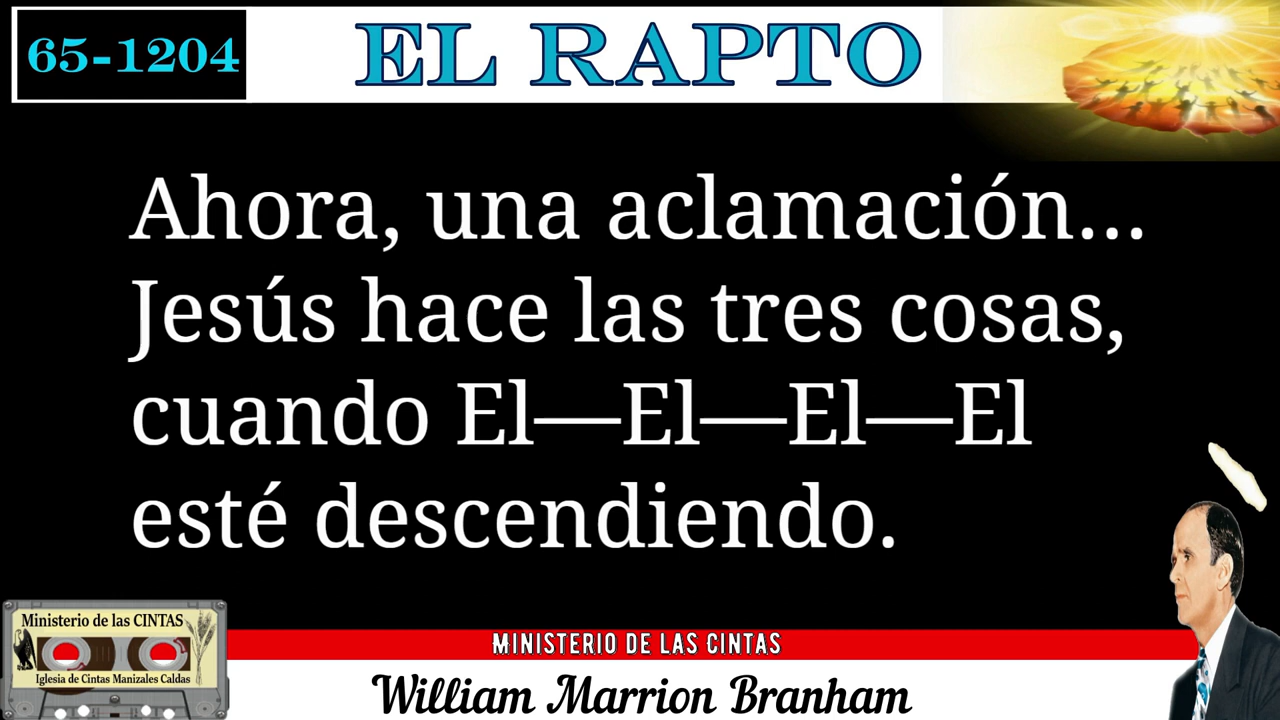 65-1204
EL RAPTO
Ahora, una aclamación...
Jesús hace las tres cosas,
cuando El—El—El—El
esté descendiendo.
Ministerio de las CINTAS
Iglesia de Cintas Manizales Caldas
MINISTERIO DE LAS CINTAS
William Marrion Branham